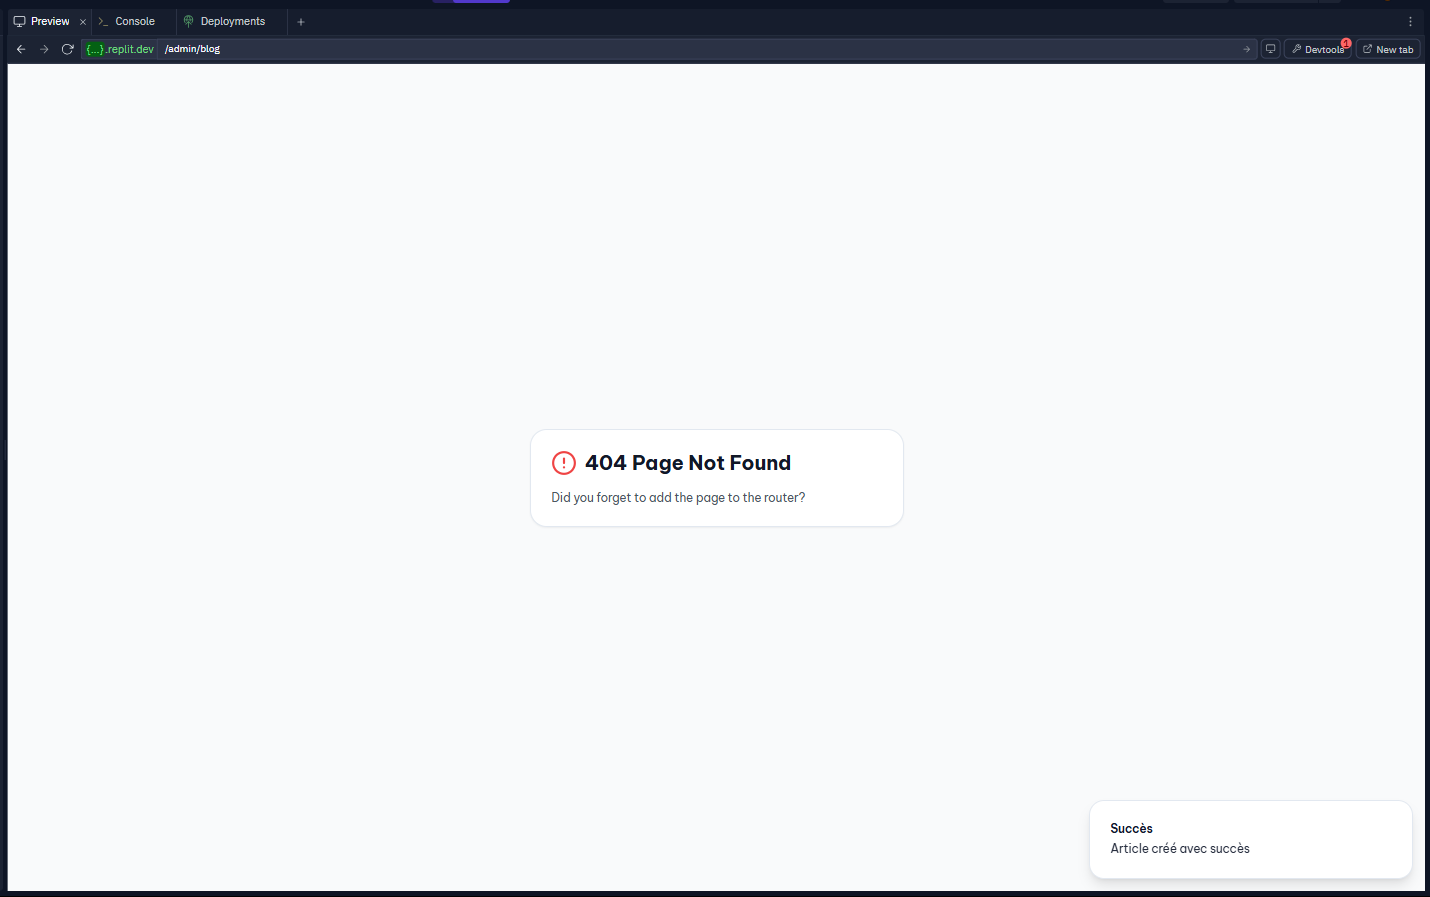 Preview
Console
Deployments
{...}.replit.dev /admin/blog
Devtools 1
New tab
404 Page Not Found
Did you forget to add the page to the router?
Succès
Article créé avec succès